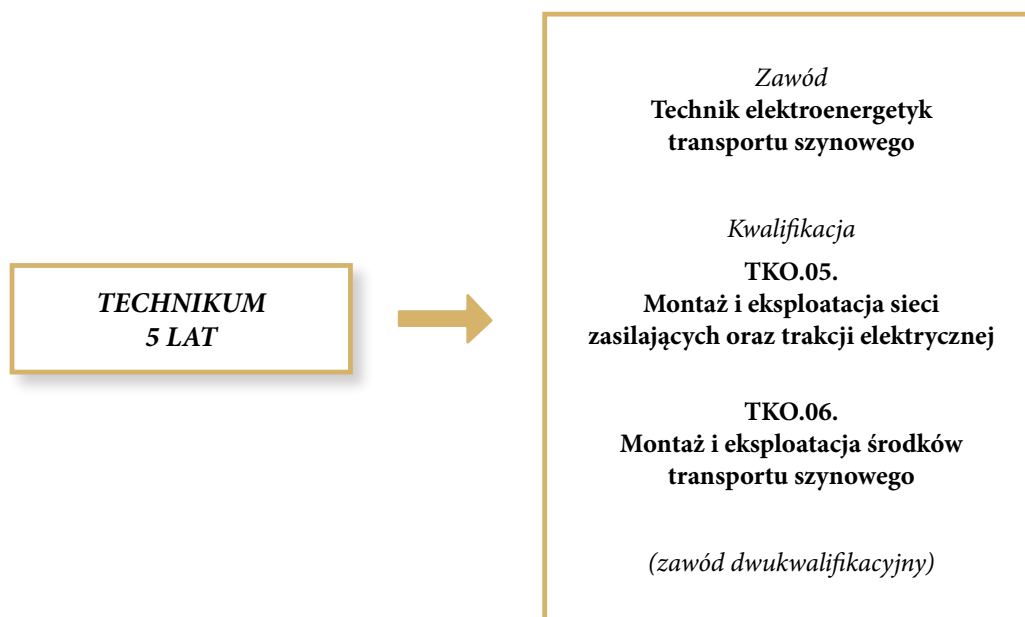 TECHNIKUM
5 LAT
Zawód
Technik elektroenergetyk
transportu szynowego
Kwalifikacja
TKO.05.
Montaż i eksploatacja sieci
zasilających oraz trakcji elektrycznej
TKO.06.
Montaż i eksploatacja środków
transportu szynowego
(zawód dwukwalifikacyjny)